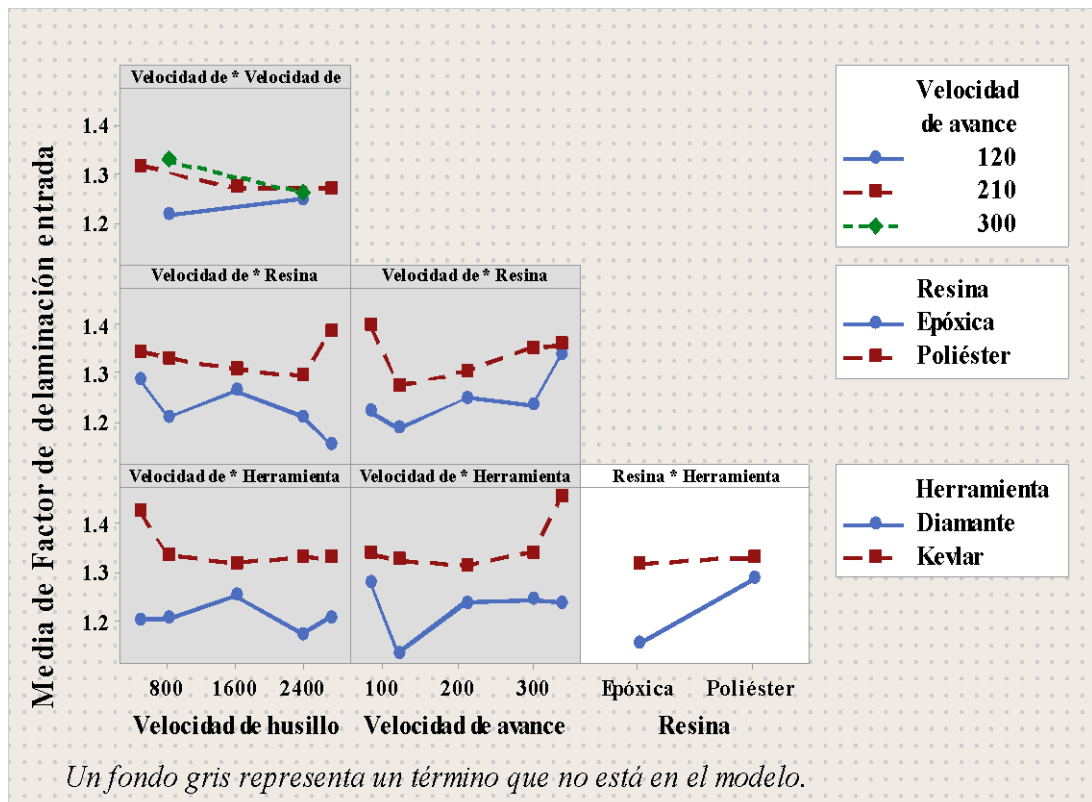 Velocidad de * Velocidad de
1.4
1.3
1.2
Velocidad de * Resina
Velocidad de * Resina
1.4
1.3
1.2
Velocidad de * Herramienta
Velocidad de * Herramienta
Resina * Herramienta
1.4
1.3
1.2
800
1600
2400
100
200
300
Epóxica
Poliéster
Velocidad de husillo
Velocidad de avance
Resina
Media de Factor de delaminación entrada
Velocidad
de avance
120
210
300
Resina
Epóxica
Poliéster
Herramienta
Diamante
Kevlar
Un fondo gris representa un término que no está en el modelo.